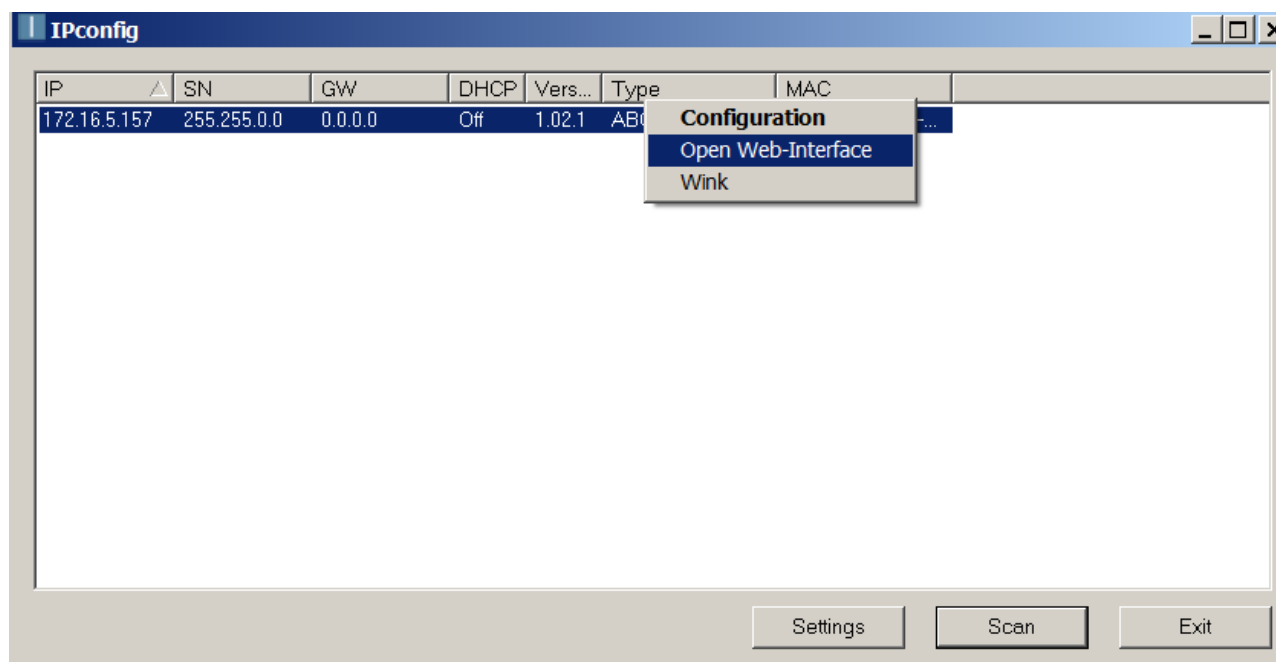 IPconfig
IP SN GW DHCP Vers... Type MAC
172.16.5.157 255.255.0.0 0.0.0.0 Off 1.02.1
Configuration
Open Web-Interface
Wink
Settings Scan Exit